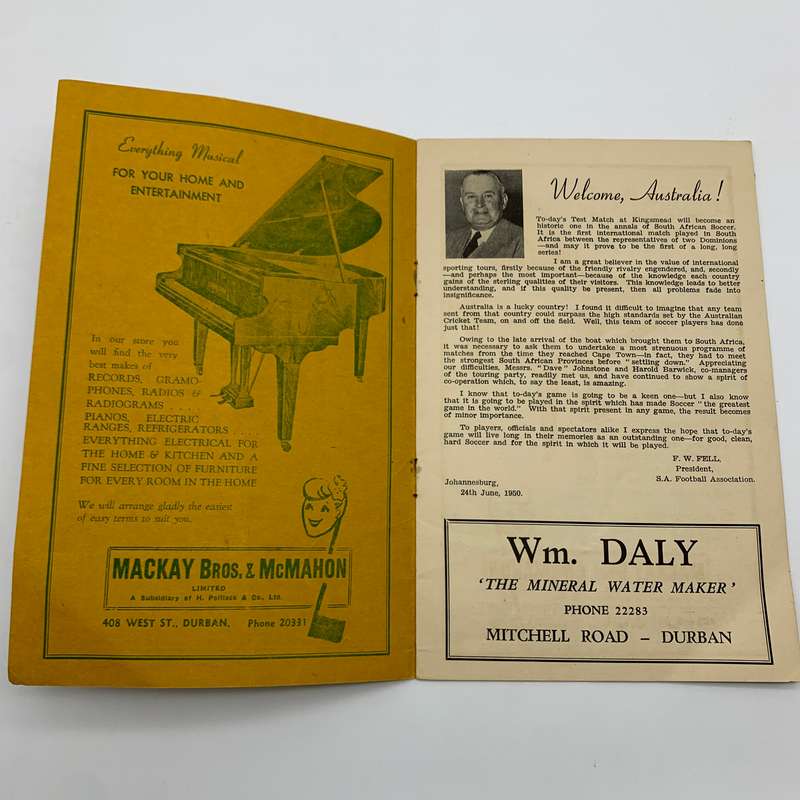 Everything Musical
FOR YOUR HOME AND
ENTERTAINMENT
In our store you
will find the very
best makes of
RECORDS, GRAMO-
PHONES, RADIOS &
RADIOGRAMS . . . .
PIANOS, ELECTRIC
RANGES, REFRIGERATORS . . .
EVERYTHING ELECTRICAL FOR
THE HOME & KITCHEN AND A
FINE SELECTION OF FURNITURE
FOR EVERY ROOM IN THE HOME
We will arrange gladly the easiest
of easy terms to suit you.
MACKAY BROS. & McMAHON
LIMITED
A Subsidiary of H. Pollack & Co., Ltd.
408 WEST ST., DURBAN. Phone 20331
Welcome, Australia!
To-day's Test Match at Kingsmead will become an
historic one in the annals of South African Soccer.
It is the first international match played in South
Africa between the representatives of two Dominions
—and may it prove to be the first of a long, long
series!
I am a great believer in the value of international
sporting tours, firstly because of the friendly rivalry engendered, and, secondly
—and perhaps the most important—because of the knowledge each country
gains of the sterling qualities of their visitors. This knowledge leads to better
understanding, and if this quality be present, then all problems fade into
insignificance.
Australia is a lucky country! I found it difficult to imagine that any team
sent from that country could surpass the high standards set by the Australian
Cricket Team, on and off the field. Well, this team of soccer players has done
just that!
Owing to the late arrival of the boat which brought them to South Africa,
it was necessary to ask them to undertake a most strenuous programme of
matches from the time they reached Cape Town—in fact, they had to meet
the strongest South African Provinces before "settling down." Appreciating
our difficulties, Messrs. "Dave" Johnstone and Harold Barwick, co-managers
of the touring party, readily met us, and have continued to show a spirit of
co-operation which, to say the least, is amazing.
I know that to-day's game is going to be a keen one—but I also know
that it is going to be played in the spirit which has made Soccer "the greatest
game in the world." With that spirit present in any game, the result becomes
of minor importance.
To players, officials and spectators alike I express the hope that to-day's
game will live long in their memories as an outstanding one—for good, clean,
hard Soccer and for the spirit in which it will be played.
F. W. FELL,
President,
S.A. Football Association.
Johannesburg,
24th June, 1950.
Wm. DALY
'THE MINERAL WATER MAKER'
PHONE 22283
MITCHELL ROAD – DURBAN